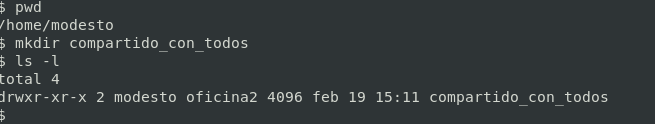 $ pwd
/home/modesto
$ mkdir compartido_con_todos
$ ls -l
total 4
drwxr-xr-x 2 modesto oficina2 4096 feb 19 15:11 compartido_con_todos
$